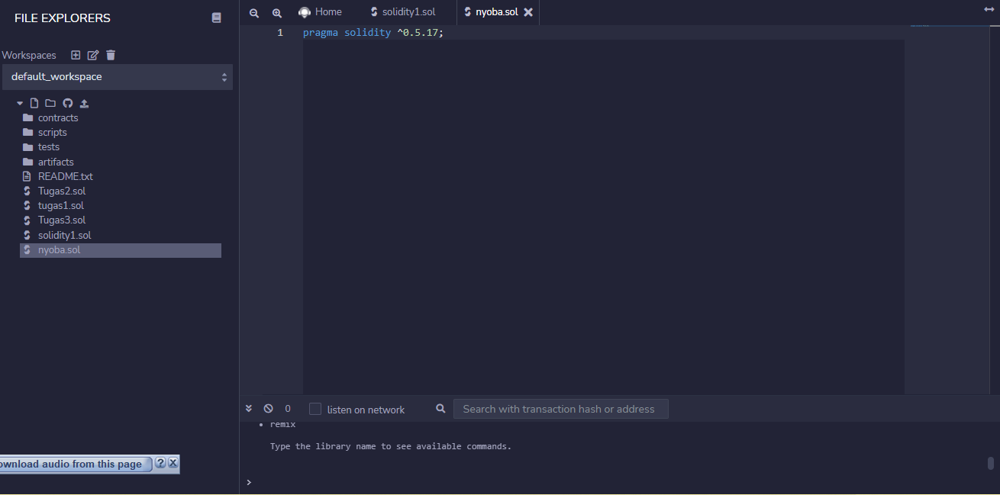 FILE EXPLORERS
Workspaces
default_workspace
contracts
scripts
tests
artifacts
README.txt
Tugas2.sol
tugas1.sol
Tugas3.sol
solidity1.sol
nyoba.sol
ownload audio from this page ? X
Home solidity1.sol nyoba.sol
1 pragma solidity ^0.5.17;
0 listen on network Search with transaction hash or address
• remix
Type the library name to see available commands.
>